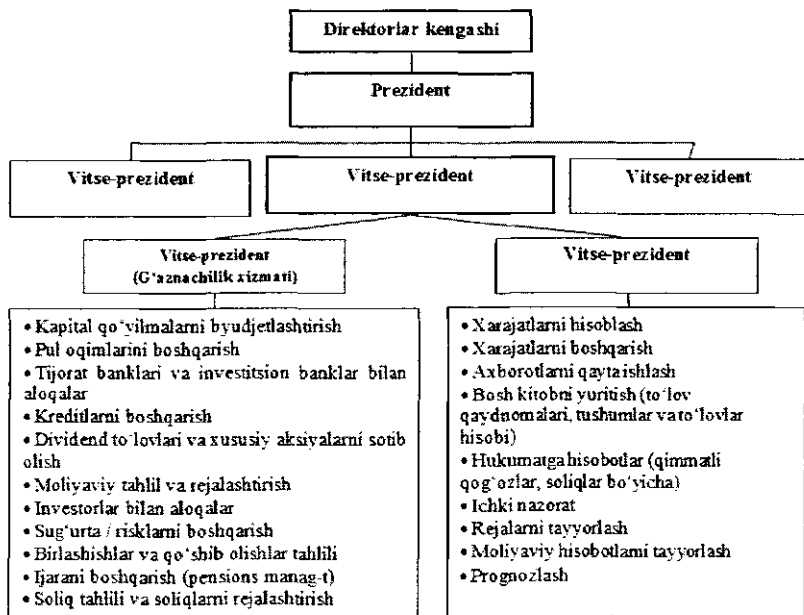 Direktorlar kengashi
Prezident
Vitse-prezident
Vitse-prezident
Vitse-prezident
Vitse-prezident
(G‘aznachilik xizmati)
Vitse-prezident
• Kapital qo‘yilmalarni byudjetlashtirish
• Pul oqimlarini boshqarish
• Tijorat banklari va investitsion banklar bilan
aloqalar
• Kreditlarni boshqarish
• Dividend to‘lovlari va xususiy aksiyalarni sotib
olish
• Moliyaviy tahlil va rejalashtirish
• Investorlar bilan aloqalar
• Sug‘urta / risklarni boshqarish
• Birlashishlar va qo‘shib olishlar tahlili
• Ijarani boshqarish (pensions manag-t)
• Soliq tahlili va soliqlarni rejalashtirish
• Xarajatlarni hisoblash
• Xarajatlarni boshqarish
• Axborotlarni qayta ishlash
• Bosh kitobni yuritish (to‘lov
qaydnomalari, tushumlar va to‘lovlar
hisobi)
• Hukumatga hisobotlar (qimmatli
qog‘ozlar, soliqlar bo‘yicha)
• Ichki nazorat
• Rejalarni tayyorlash
• Moliyaviy hisobotlarni tayyorlash
• Prognozlash